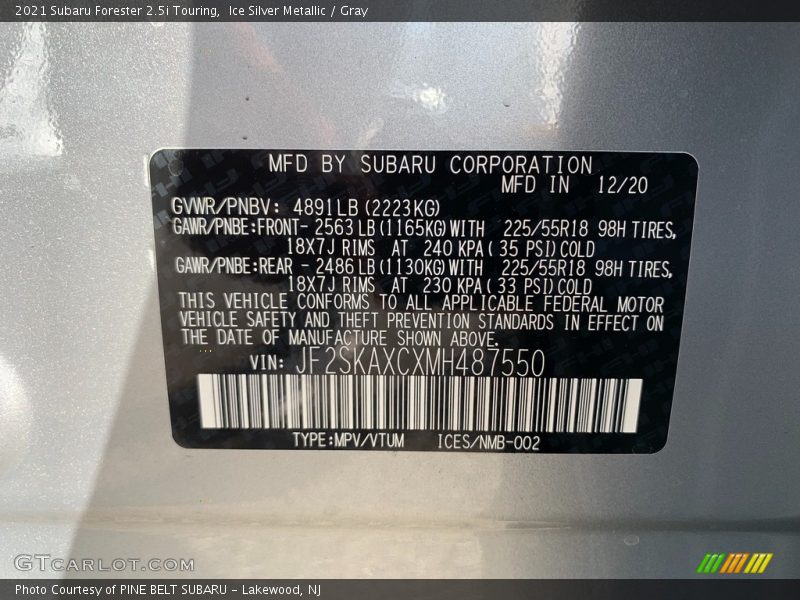 2021 Subaru Forester 2.5i Touring,  Ice Silver Metallic / Gray
MFD BY SUBARU CORPORATION
MFD IN 12/20
GVWR/PNBV: 4891LB(2223KG)
GAWR/PNBE:FRONT- 2563LB(1165KG)WITH 225/55R18 98H TIRES,
18X7J RIMS AT 240 KPA( 35 PSI)COLD
GAWR/PNBE:REAR - 2486LB(1130KG)WITH 225/55R18 98H TIRES,
18X7J RIMS AT 230 KPA( 33 PSI)COLD
THIS VEHICLE CONFORMS TO ALL APPLICABLE FEDERAL MOTOR
VEHICLE SAFETY AND THEFT PREVENTION STANDARDS IN EFFECT ON
THE DATE OF MANUFACTURE SHOWN ABOVE.
VIN: JF2SKAXCXMH487550
TYPE:MPV/VTUM ICES/NMB-002
GTCARLOT.COM
Photo Courtesy of PINE BELT SUBARU - Lakewood, NJ